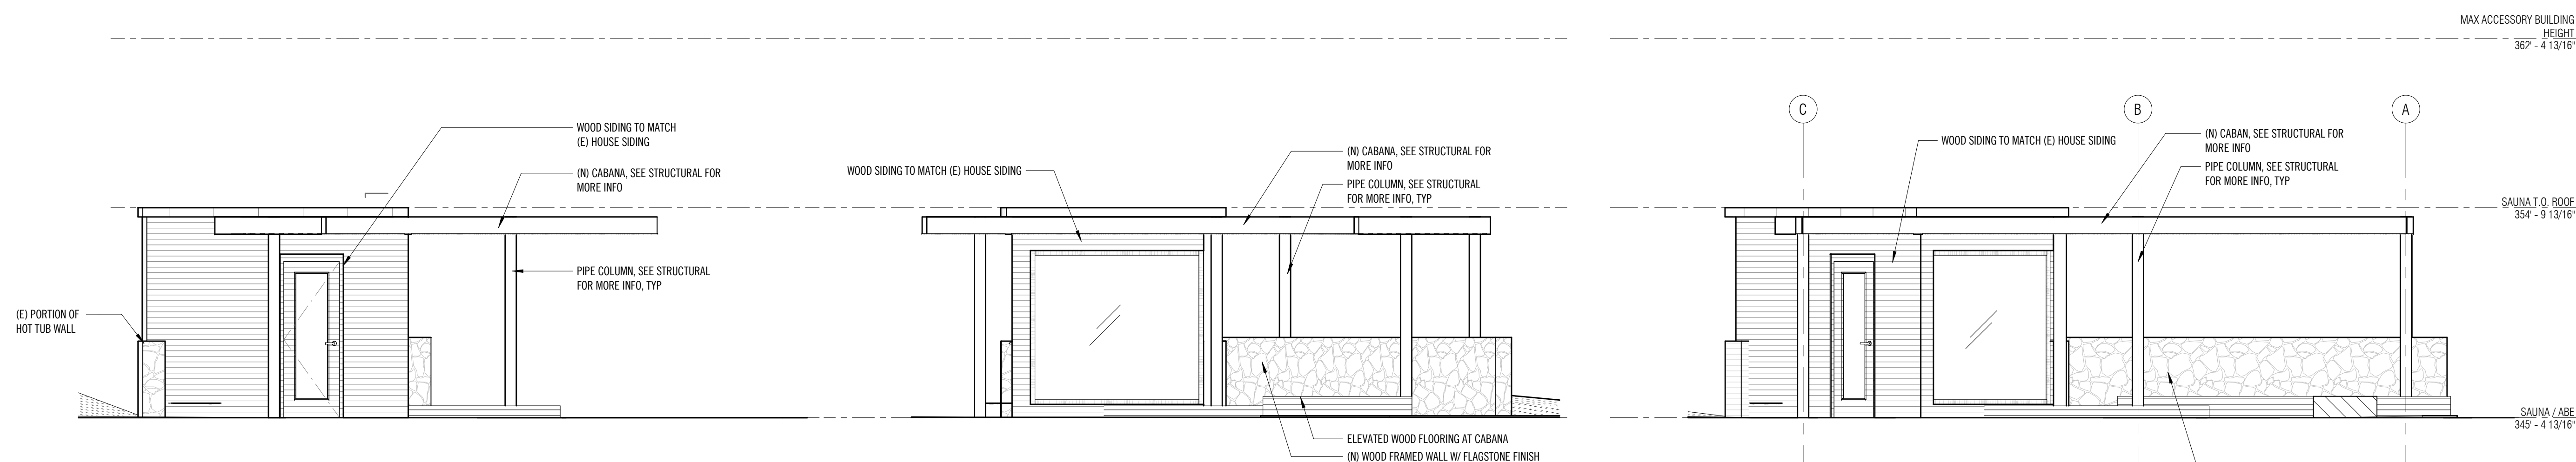 MAX ACCESSORY BUILDING
HEIGHT
362' - 4 13/16"
WOOD SIDING TO MATCH
(E) HOUSE SIDING
(N) CABANA, SEE STRUCTURAL FOR
MORE INFO
PIPE COLUMN, SEE STRUCTURAL
FOR MORE INFO, TYP
(E) PORTION OF
HOT TUB WALL
WOOD SIDING TO MATCH (E) HOUSE SIDING
(N) CABANA, SEE STRUCTURAL FOR
MORE INFO
PIPE COLUMN, SEE STRUCTURAL
FOR MORE INFO, TYP
ELEVATED WOOD FLOORING AT CABANA
(N) WOOD FRAMED WALL W/ FLAGSTONE FINISH
C
B
A
WOOD SIDING TO MATCH (E) HOUSE SIDING
(N) CABAN, SEE STRUCTURAL FOR
MORE INFO
PIPE COLUMN, SEE STRUCTURAL
FOR MORE INFO, TYP
SAUNA T.O. ROOF
354' - 9 13/16"
SAUNA / ABE
345' - 4 13/16"